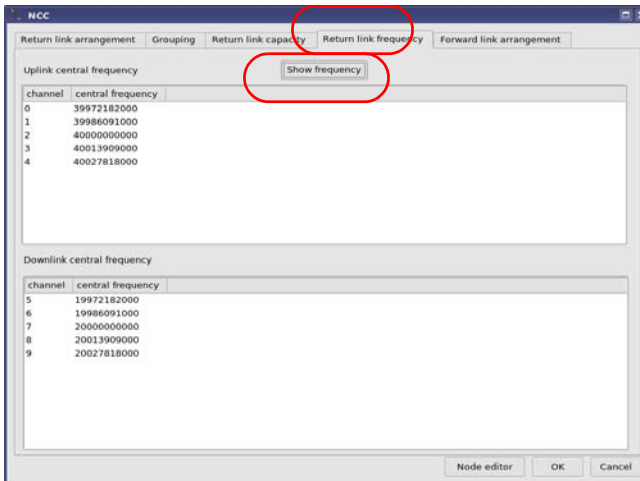 NCC
Return link arrangement Grouping Return link capacity Return link frequency Forward link arrangement
Uplink central frequency Show frequency
channel central frequency
0 39972182000
1 39986091000
2 40000000000
3 40013909000
4 40027818000
Downlink central frequency
channel central frequency
5 19972182000
6 19986091000
7 20000000000
8 20013909000
9 20027818000
Node editor OK Cancel